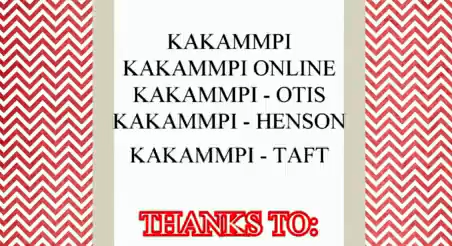 KAKAMMPI
KAKAMMPI ONLINE
KAKAMMPI - OTIS
KAKAMMPI - HENSON
KAKAMMPI - TAFT
THANKS TO: